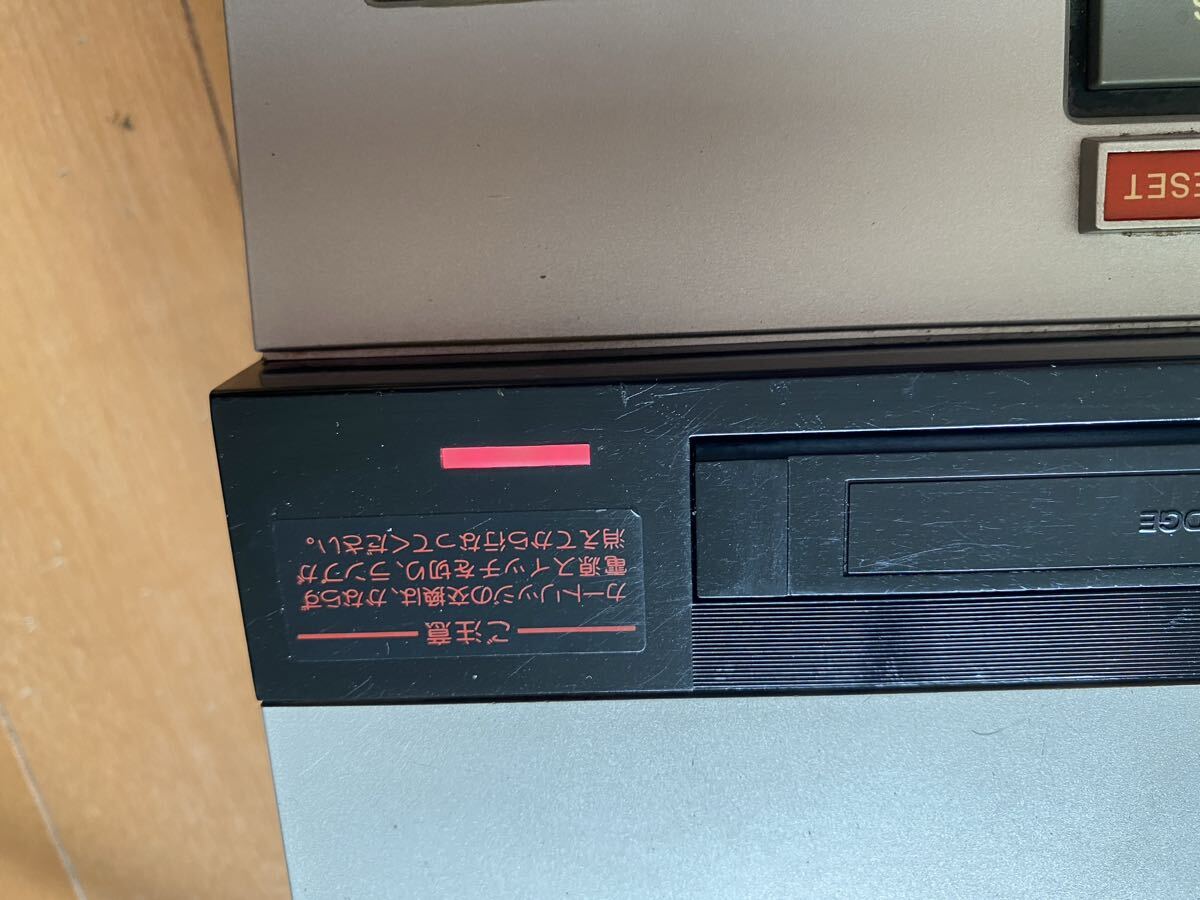 ご注意
カートリッジの交換は、かならず
電源スイッチを切り、ランプが
消えてから行なってください。